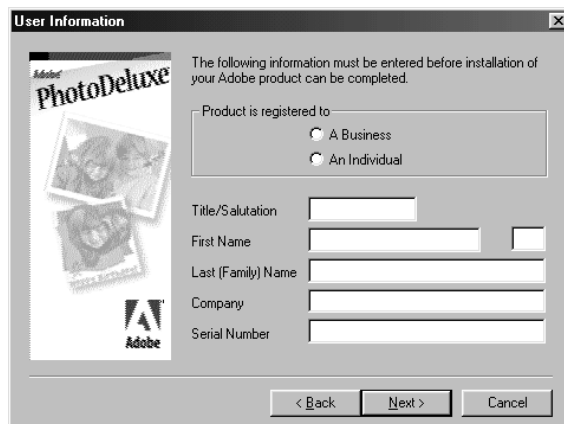 User Information
Adobe
PhotoDeluxe
Adobe
The following information must be entered before installation of
your Adobe product can be completed.
Product is registered to
A Business
An Individual
Title/Salutation
First Name
Last (Family) Name
Company
Serial Number
< Back
Next >
Cancel